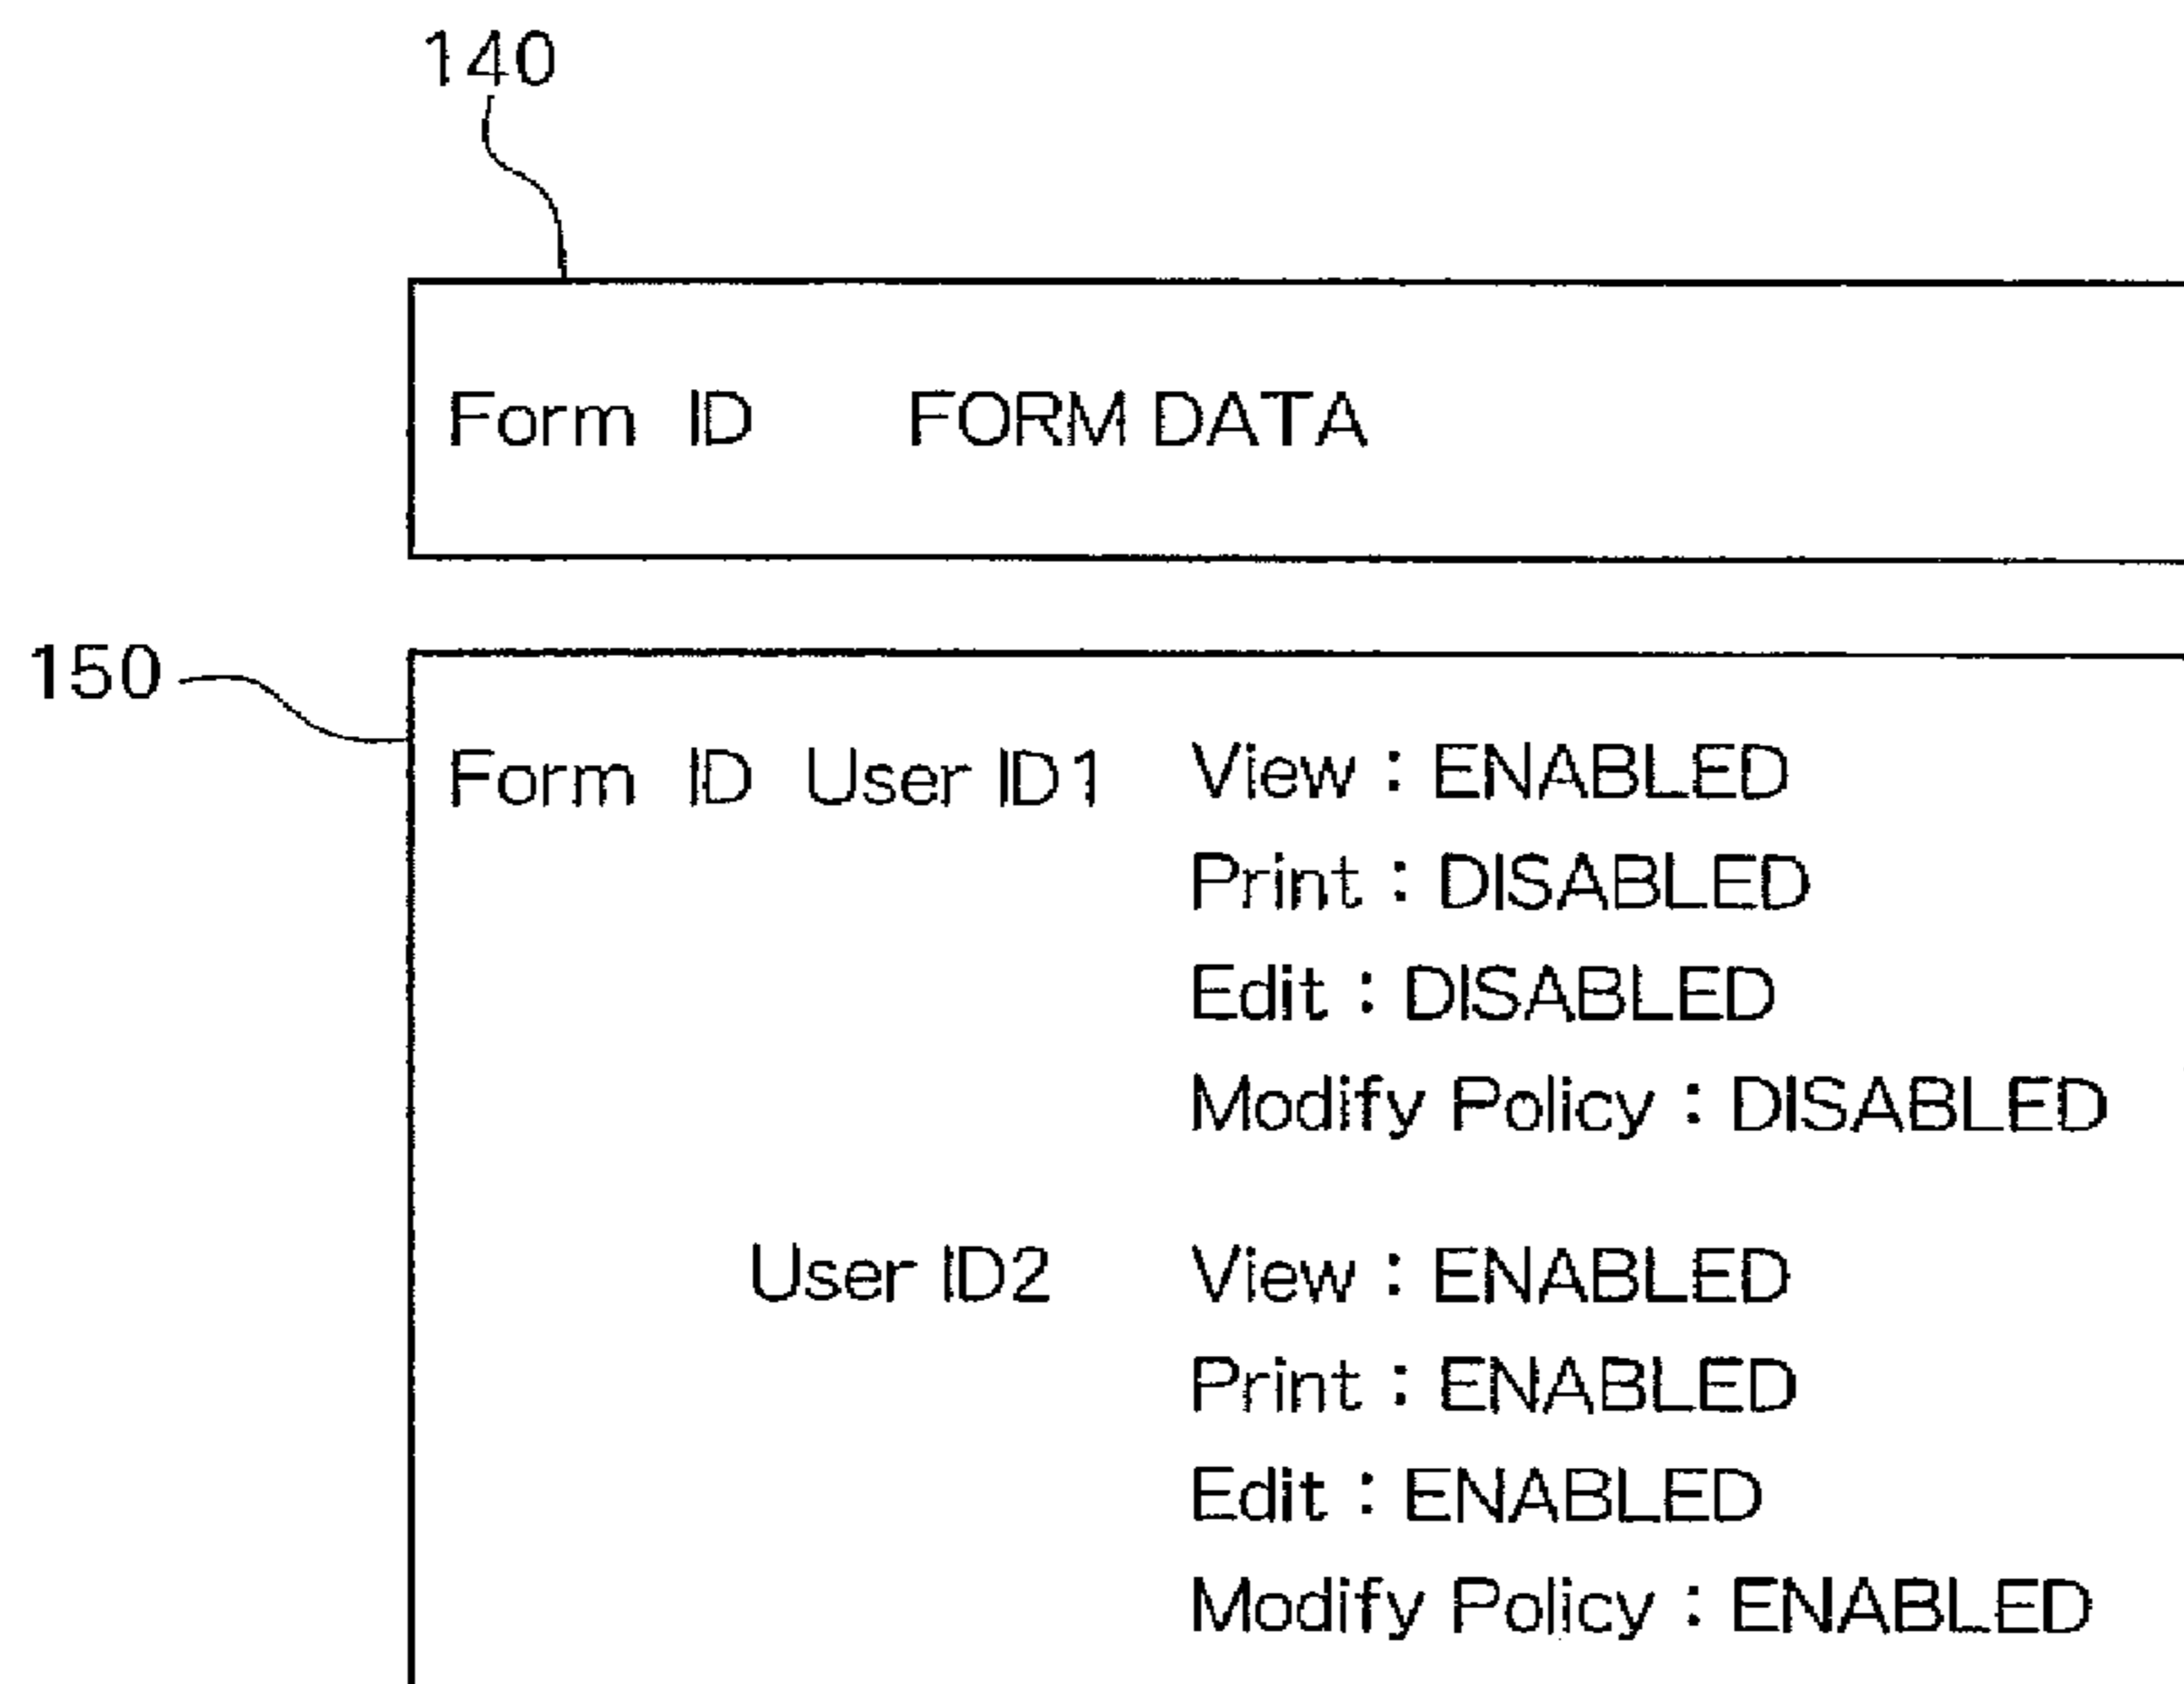 140
Form ID FORM DATA
150
Form ID User ID1 View : ENABLED
Print : DISABLED
Edit : DISABLED
Modify Policy : DISABLED
User ID2 View : ENABLED
Print : ENABLED
Edit : ENABLED
Modify Policy : ENABLED